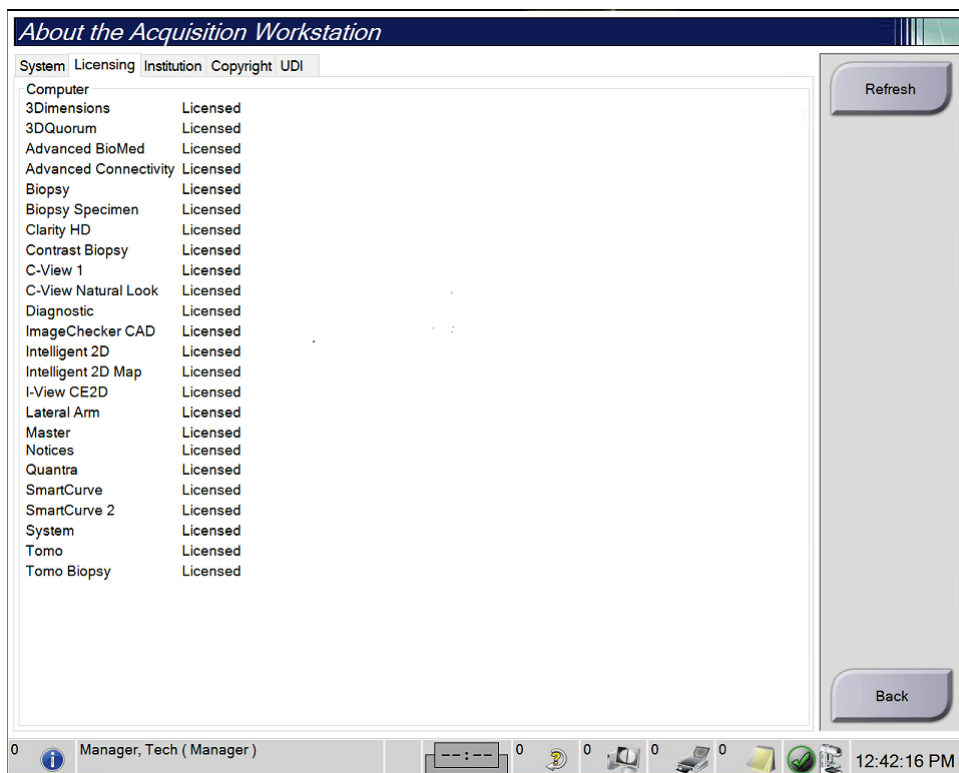 About the Acquisition Workstation
System Licensing Institution Copyright UDI
Refresh
Computer
3Dimensions Licensed
3DQuorum Licensed
Advanced BioMed Licensed
Advanced Connectivity Licensed
Biopsy Licensed
Biopsy Specimen Licensed
Clarity HD Licensed
Contrast Biopsy Licensed
C-View 1 Licensed
C-View Natural Look Licensed
Diagnostic Licensed
ImageChecker CAD Licensed
Intelligent 2D Licensed
Intelligent 2D Map Licensed
I-View CE2D Licensed
Lateral Arm Licensed
Master Licensed
Notices Licensed
Quantra Licensed
SmartCurve Licensed
SmartCurve 2 Licensed
System Licensed
Tomo Licensed
Tomo Biopsy Licensed
Back
0 Manager, Tech ( Manager ) --:-- 0 0 0 0 12:42:16 PM